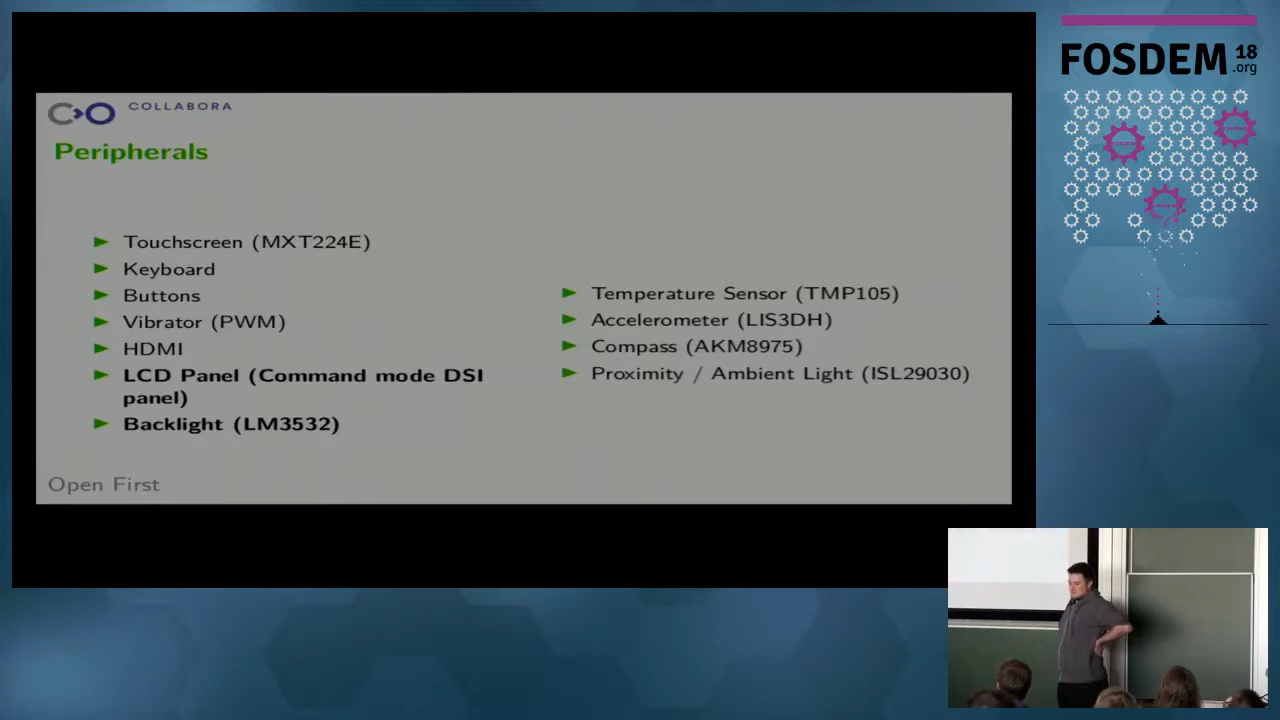 COLLABORA
Peripherals
Touchscreen (MXT224E)
Keyboard
Buttons
Vibrator (PWM)
HDMI
LCD Panel (Command mode DSI
panel)
Backlight (LM3532)
Temperature Sensor (TMP105)
Accelerometer (LIS3DH)
Compass (AKM8975)
Proximity / Ambient Light (ISL29030)
Open First
FOSDEM 18
.org